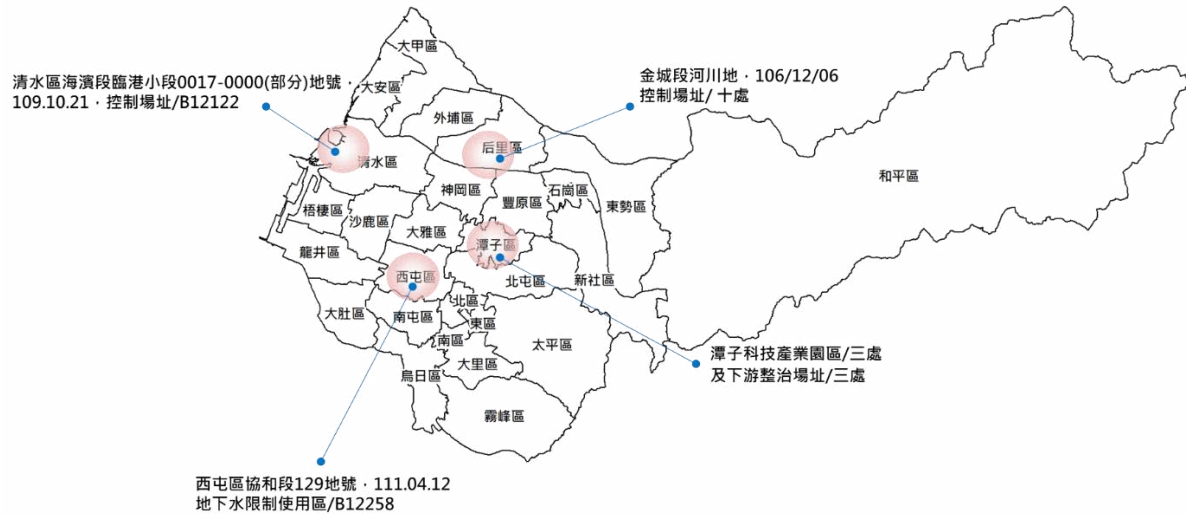 清水區海濱段臨港小段0017-0000(部分)地號，
109.10.21，控制場址/B12122
金城段河川地，106/12/06
控制場址/ 十處
大甲區
大安區
外埔區
后里區
清水區
神岡區
豐原區
石崗區
東勢區
和平區
梧棲區
沙鹿區
大雅區
潭子區
龍井區
西屯區
北屯區
新社區
大肚區
南屯區
北區
東區
南區
太平區
大里區
烏日區
霧峰區
潭子科技產業園區/三處
及下游整治場址/三處
西屯區協和段129地號，111.04.12
地下水限制使用區/B12258